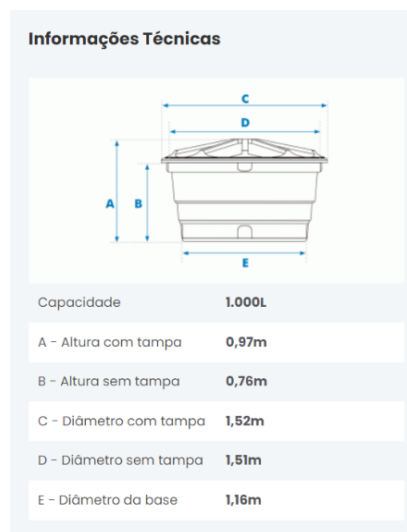 Informações Técnicas
C
D
A
B
E
Capacidade 1.000L
A - Altura com tampa 0,97m
B - Altura sem tampa 0,76m
C - Diâmetro com tampa 1,52m
D - Diâmetro sem tampa 1,51m
E - Diâmetro da base 1,16m